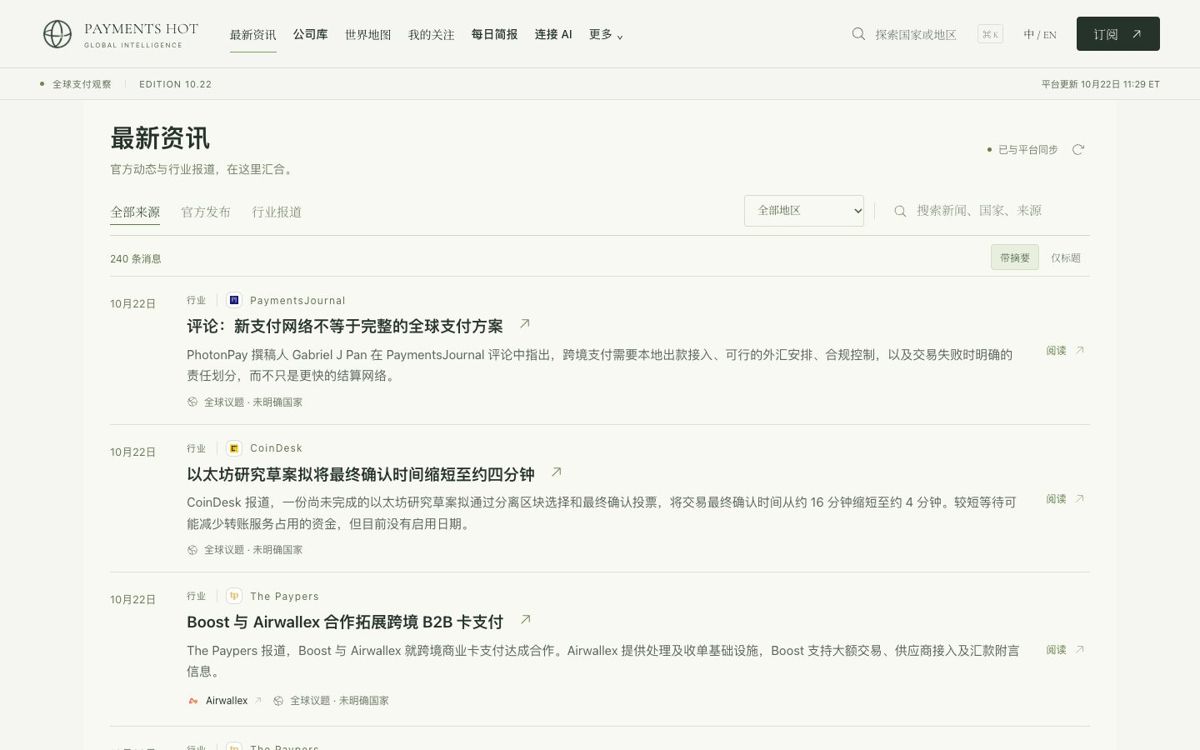 PAYMENTS HOT
GLOBAL INTELLIGENCE
最新资讯 公司库 世界地图 我的关注 每日简报 连接 AI 更多
探索国家或地区 ⌘ K 中 / EN 订阅
全球支付观察 EDITION 10.22 平台更新 10月22日 11:29 ET
最新资讯
官方动态与行业报道，在这里汇合。
已与平台同步
全部来源 官方发布 行业报道 全部地区 搜索新闻、国家、来源
240 条消息 带摘要 仅标题
10月22日 行业 PaymentsJournal
评论：新支付网络不等于完整的全球支付方案
PhotonPay 撰稿人 Gabriel J Pan 在 PaymentsJournal 评论中指出，跨境支付需要本地出款接入、可行的外汇安排、合规控制，以及交易失败时明确的
责任划分，而不只是更快的结算网络。
阅读
全球议题 · 未明确国家
10月22日 行业 CoinDesk
以太坊研究草案拟将最终确认时间缩短至约四分钟
CoinDesk 报道，一份尚未完成的以太坊研究草案拟通过分离区块选择和最终确认投票，将交易最终确认时间从约 16 分钟缩短至约 4 分钟。较短等待可
能减少转账服务占用的资金，但目前没有启用日期。
阅读
全球议题 · 未明确国家
10月22日 行业 tp The Paypers
Boost 与 Airwallex 合作拓展跨境 B2B 卡支付
The Paypers 报道，Boost 与 Airwallex 就跨境商业卡支付达成合作。Airwallex 提供处理及收单基础设施，Boost 支持大额交易、供应商接入及汇款附言
信息。
阅读
Airwallex 全球议题 · 未明确国家
行业 The Paypers